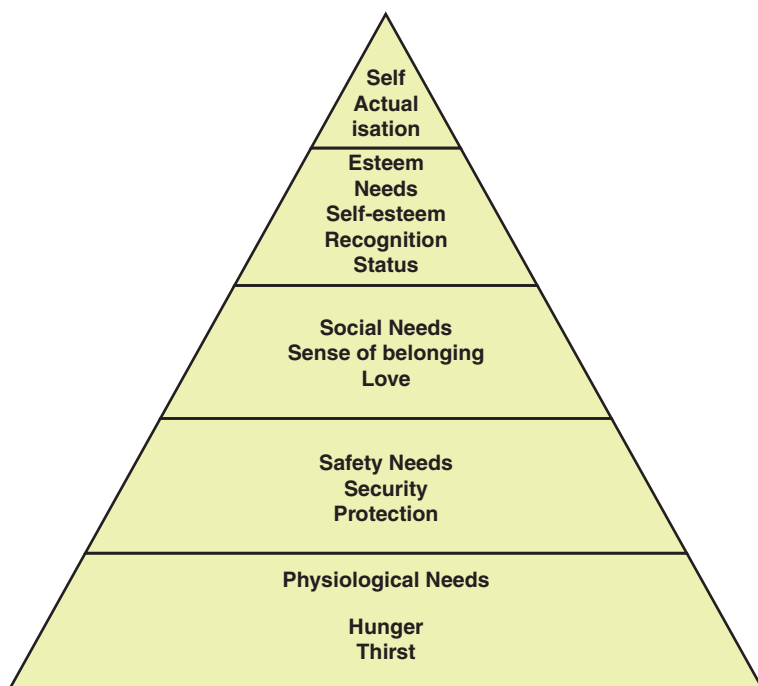 Self
Actual
isation
Esteem
Needs
Self-esteem
Recognition
Status
Social Needs
Sense of belonging
Love
Safety Needs
Security
Protection
Physiological Needs
Hunger
Thirst